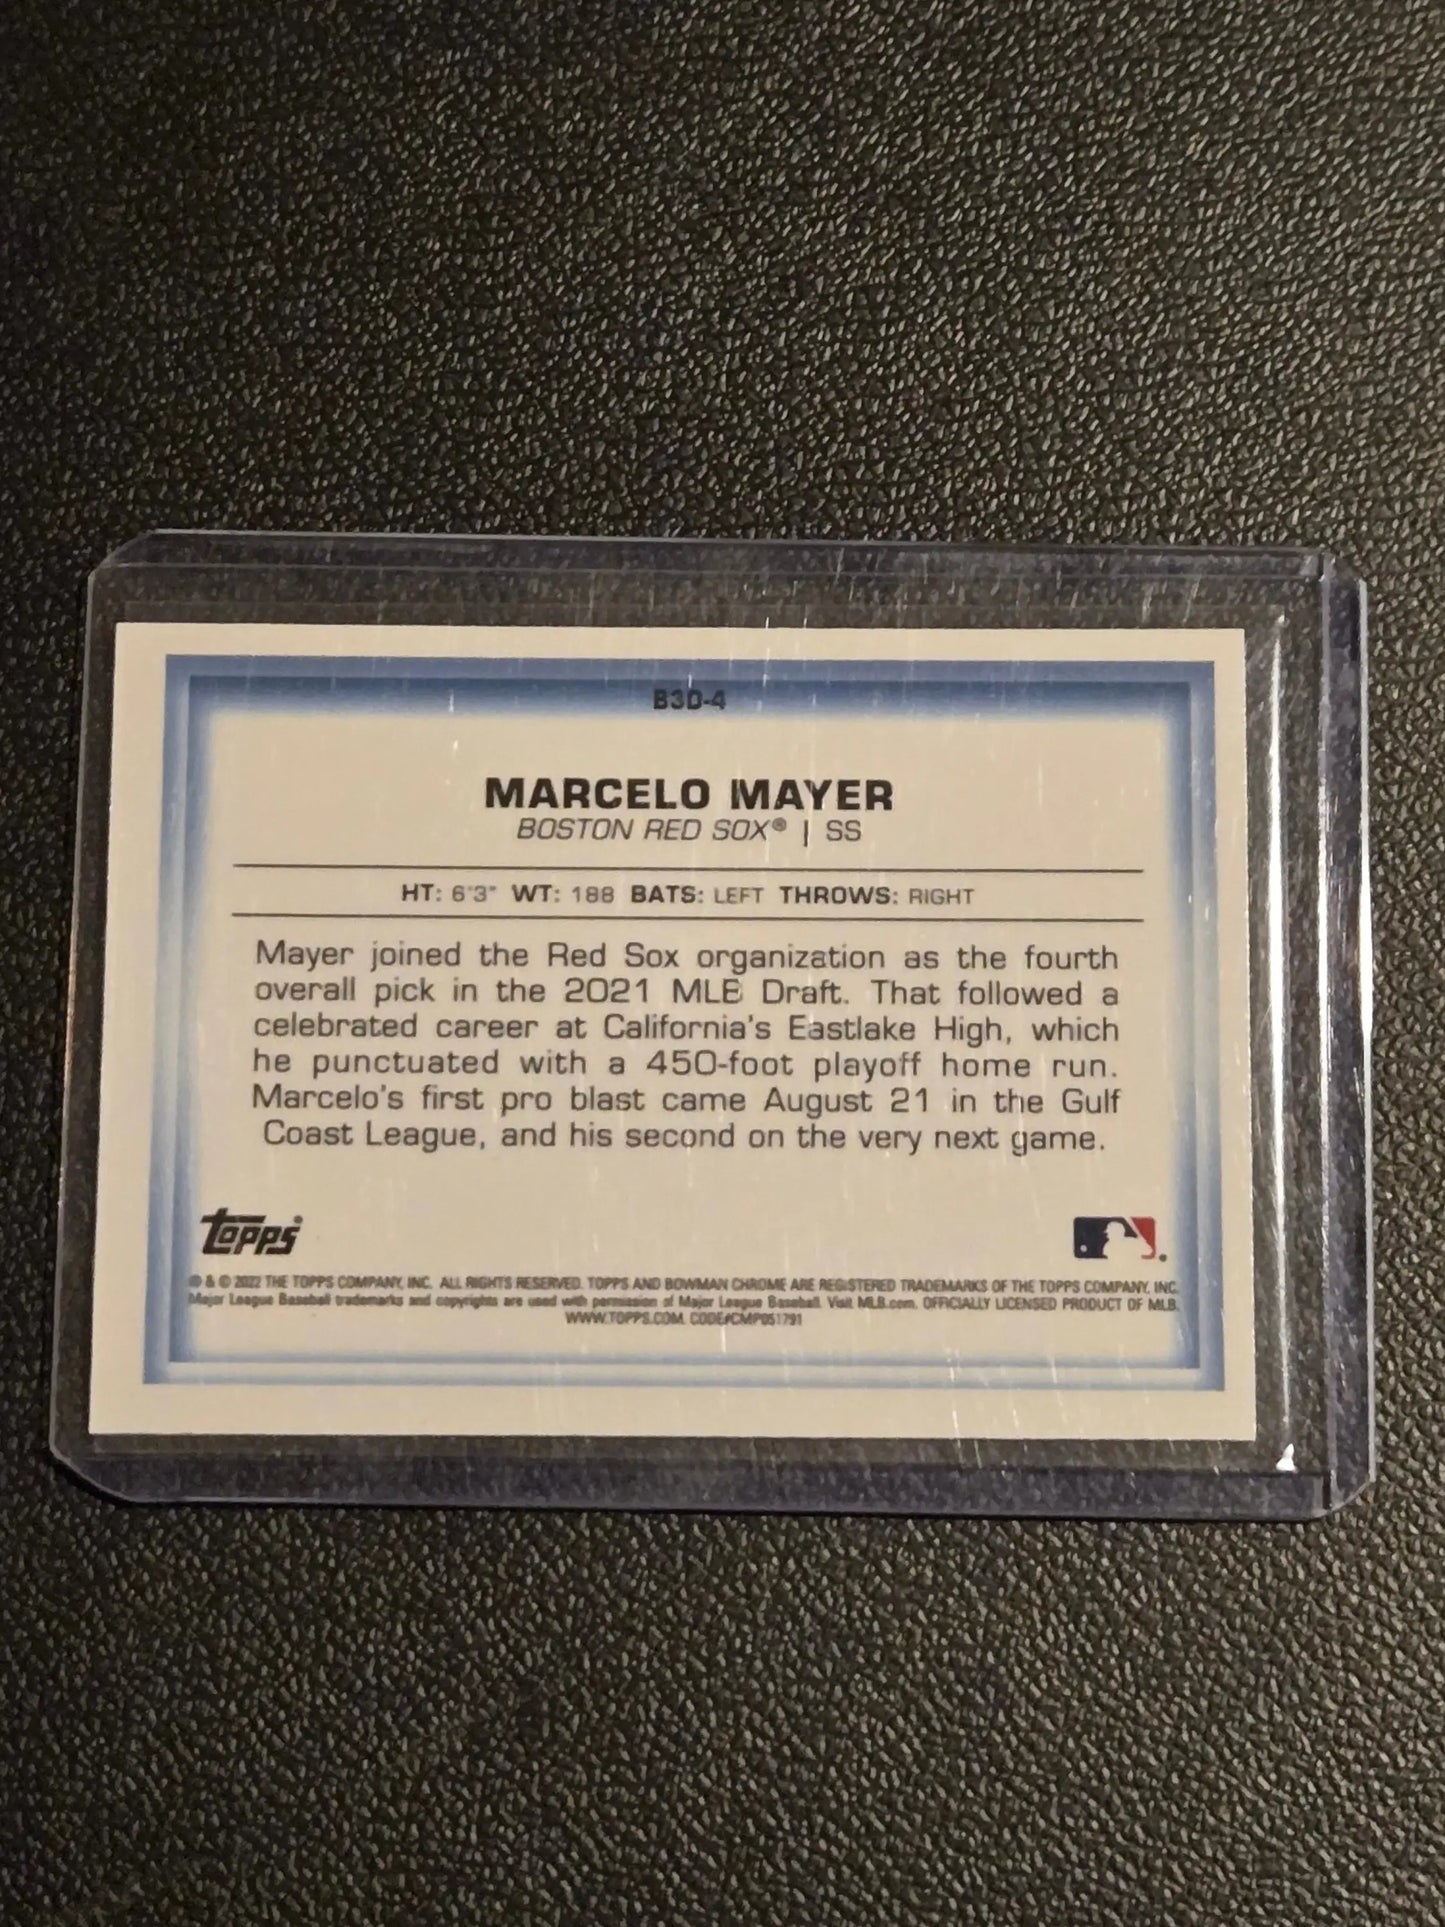 B3D-4
MARCELO MAYER
BOSTON RED SOX® | SS
HT: 6'3" WT: 188 BATS: LEFT THROWS: RIGHT
Mayer joined the Red Sox organization as the fourth
overall pick in the 2021 MLB Draft. That followed a
celebrated career at California's Eastlake High, which
he punctuated with a 450-foot playoff home run.
Marcelo's first pro blast came August 21 in the Gulf
Coast League, and his second on the very next game.
TOPPS
® & © 2022 THE TOPPS COMPANY, INC. ALL RIGHTS RESERVED. TOPPS AND BOWMAN CHROME ARE REGISTERED TRADEMARKS OF THE TOPPS COMPANY, INC.
Major League Baseball trademarks and copyrights are used with permission of Major League Baseball. Visit MLB.com. OFFICIALLY LICENSED PRODUCT OF MLB.
WWW.TOPPS.COM. CODE#CMP051791